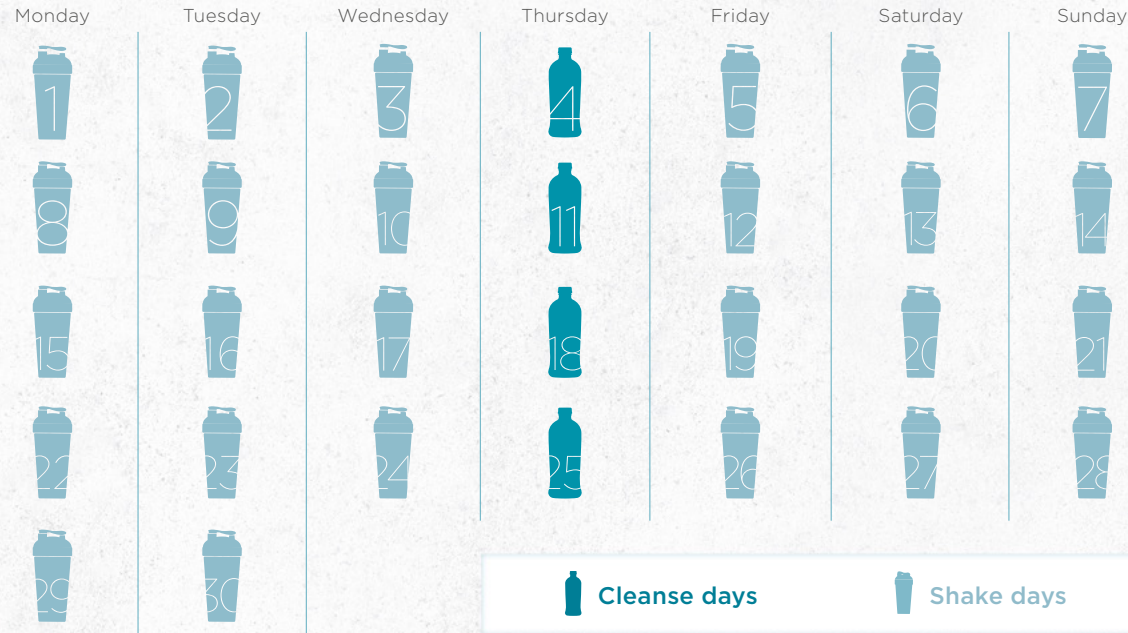 Monday Tuesday Wednesday Thursday Friday Saturday Sunday
1 2 3 4 5 6 7
8 9 10 11 12 13 14
15 16 17 18 19 20 21
22 23 24 25 26 27 28
29 30
Cleanse days Shake days